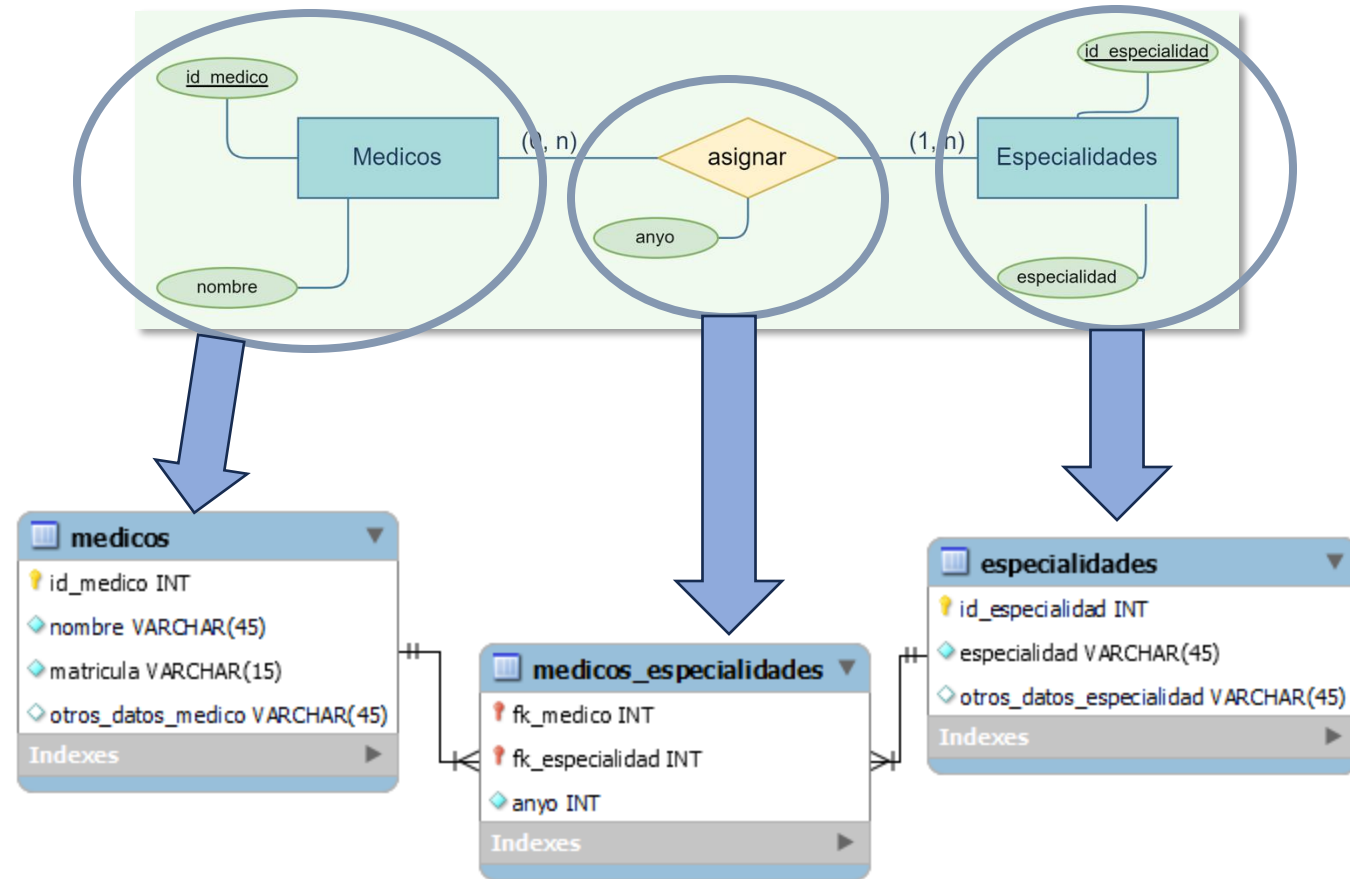 id_medico
Medicos
nombre
(0, n)
asignar
anyo
(1, n)
id_especialidad
Especialidades
especialidad
medicos
id_medico INT
nombre VARCHAR(45)
matricula VARCHAR(15)
otros_datos_medico VARCHAR(45)
Indexes
medicos_especialidades
fk_medico INT
fk_especialidad INT
anyo INT
Indexes
especialidades
id_especialidad INT
especialidad VARCHAR(45)
otros_datos_especialidad VARCHAR(45)
Indexes